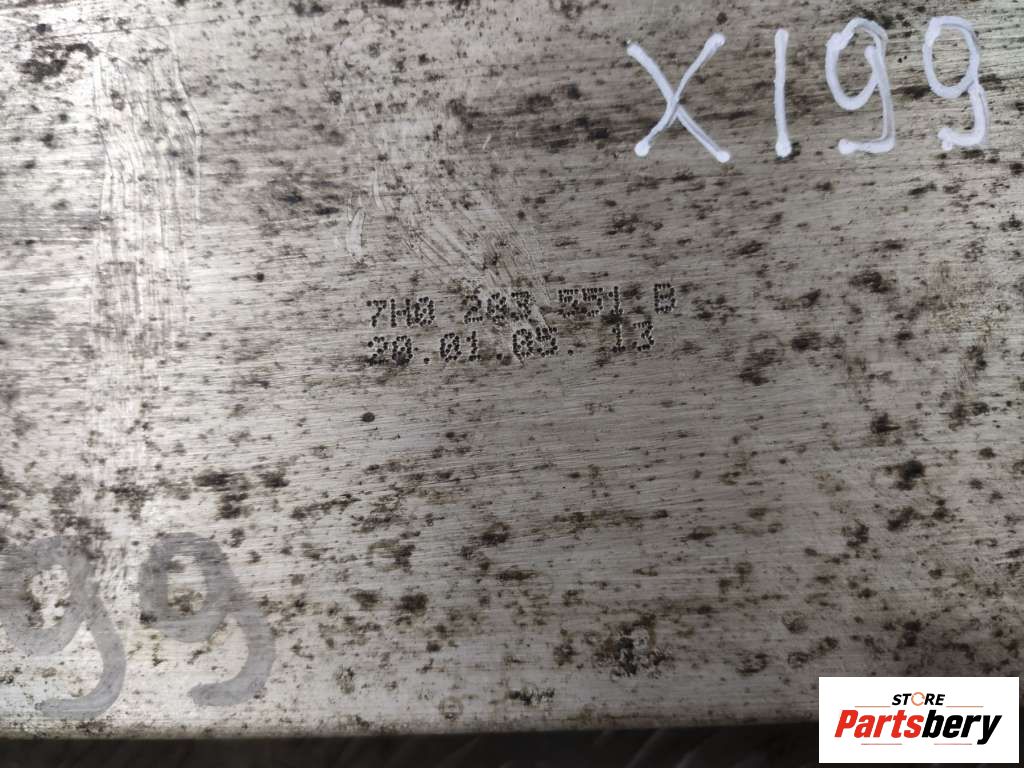 X199
7H0 203 551 B
20.01.05. 13
99
STORE
Partsbery